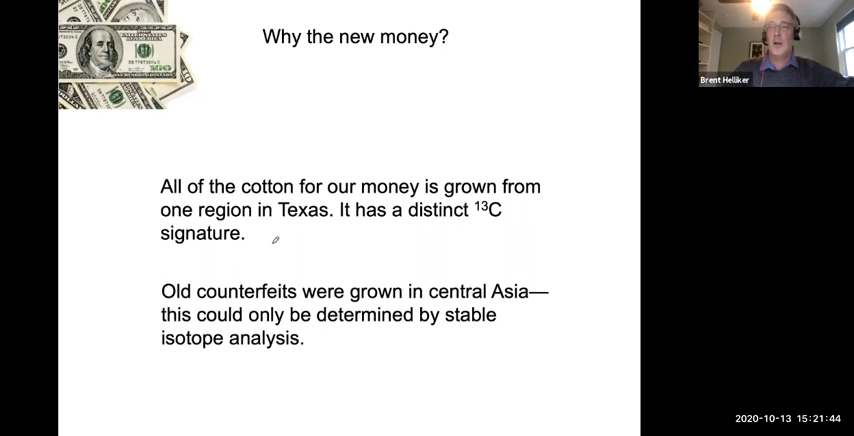 Why the new money?
Brent Helliker
All of the cotton for our money is grown from
one region in Texas. It has a distinct ¹³C
signature.
Old counterfeits were grown in central Asia—
this could only be determined by stable
isotope analysis.
2020-10-13 15:21:44